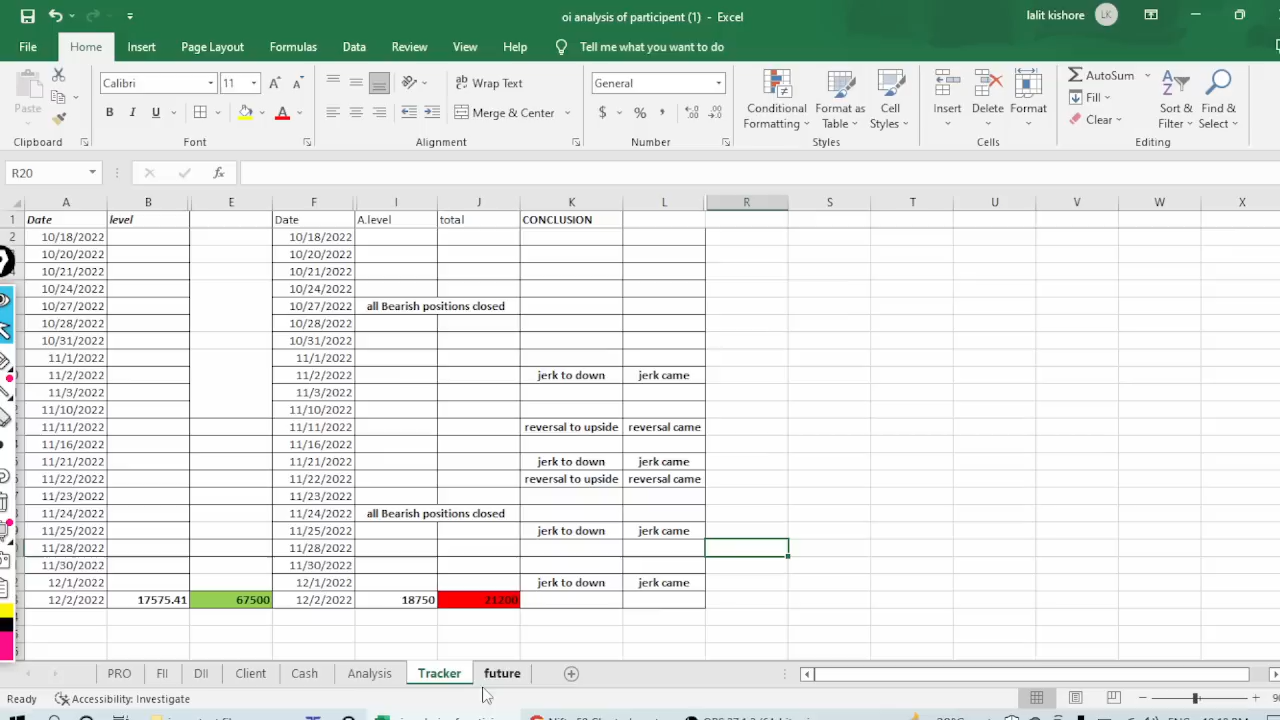 oi analysis of participent (1) - Excel
lalit kishore LK
File Home Insert Page Layout Formulas Data Review View Help Tell me what you want to do
Paste
Calibri 11
B I U
Wrap Text
Merge & Center
General
$ % ,
Conditional Formatting
Format as Table
Cell Styles
Insert Delete Format
AutoSum
Fill
Clear
Sort & Filter
Find & Select
Clipboard Font Alignment Number Styles Cells Editing
R20 fx
A B E F I J K L R S T U V W X
1 Date level Date A.level total CONCLUSION
2 10/18/2022 10/18/2022
10/20/2022 10/20/2022
10/21/2022 10/21/2022
10/24/2022 10/24/2022
10/27/2022 10/27/2022 all Bearish positions closed
10/28/2022 10/28/2022
10/31/2022 10/31/2022
11/1/2022 11/1/2022
11/2/2022 11/2/2022 jerk to down jerk came
11/3/2022 11/3/2022
11/10/2022 11/10/2022
11/11/2022 11/11/2022 reversal to upside reversal came
11/16/2022 11/16/2022
11/21/2022 11/21/2022 jerk to down jerk came
11/22/2022 11/22/2022 reversal to upside reversal came
11/23/2022 11/23/2022
11/24/2022 11/24/2022 all Bearish positions closed
11/25/2022 11/25/2022 jerk to down jerk came
11/28/2022 11/28/2022
11/30/2022 11/30/2022
12/1/2022 12/1/2022 jerk to down jerk came
12/2/2022 17575.41 67500 12/2/2022 18750 21200
PRO FII DII Client Cash Analysis Tracker future
Ready Accessibility: Investigate